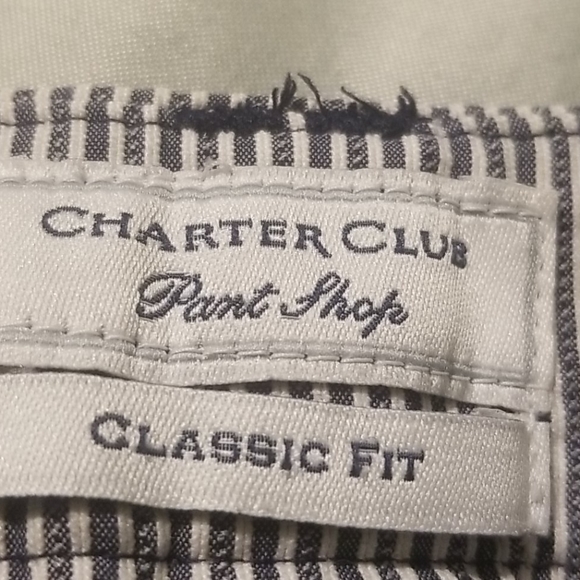 CHARTER CLUB
Pant Shop
CLASSIC FIT